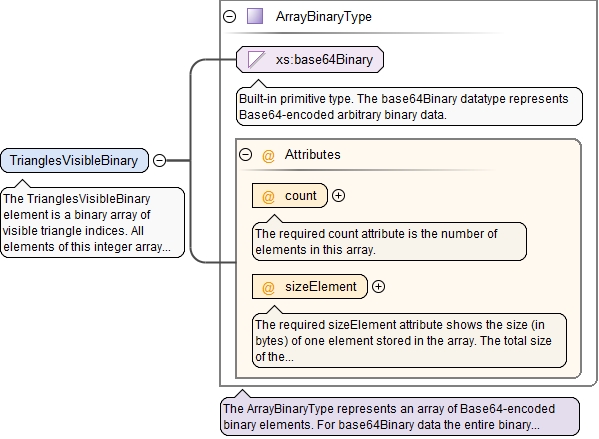 ArrayBinaryType
xs:base64Binary
Built-in primitive type. The base64Binary datatype represents
Base64-encoded arbitrary binary data.
TrianglesVisibleBinary
The TrianglesVisibleBinary
element is a binary array of
visible triangle indices. All
elements of this integer array...
@ Attributes
@ count
The required count attribute is the number of
elements in this array.
@ sizeElement
The required sizeElement attribute shows the size (in
bytes) of one element stored in the array. The total size
of the...
The ArrayBinaryType represents an array of Base64-encoded
binary elements. For base64Binary data the entire binary...